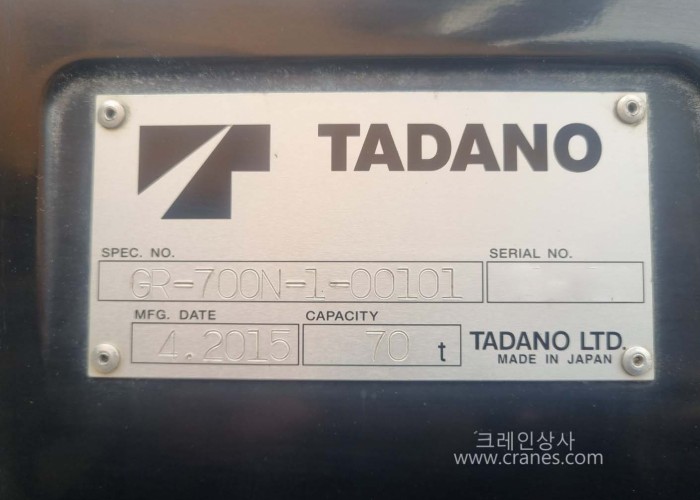 TADANO
SPEC. NO. SERIAL NO.
GR-700N-1-00101
MFG. DATE CAPACITY
4.2015 70 t TADANO LTD.
MADE IN JAPAN
크레인상사
www.cranes.com